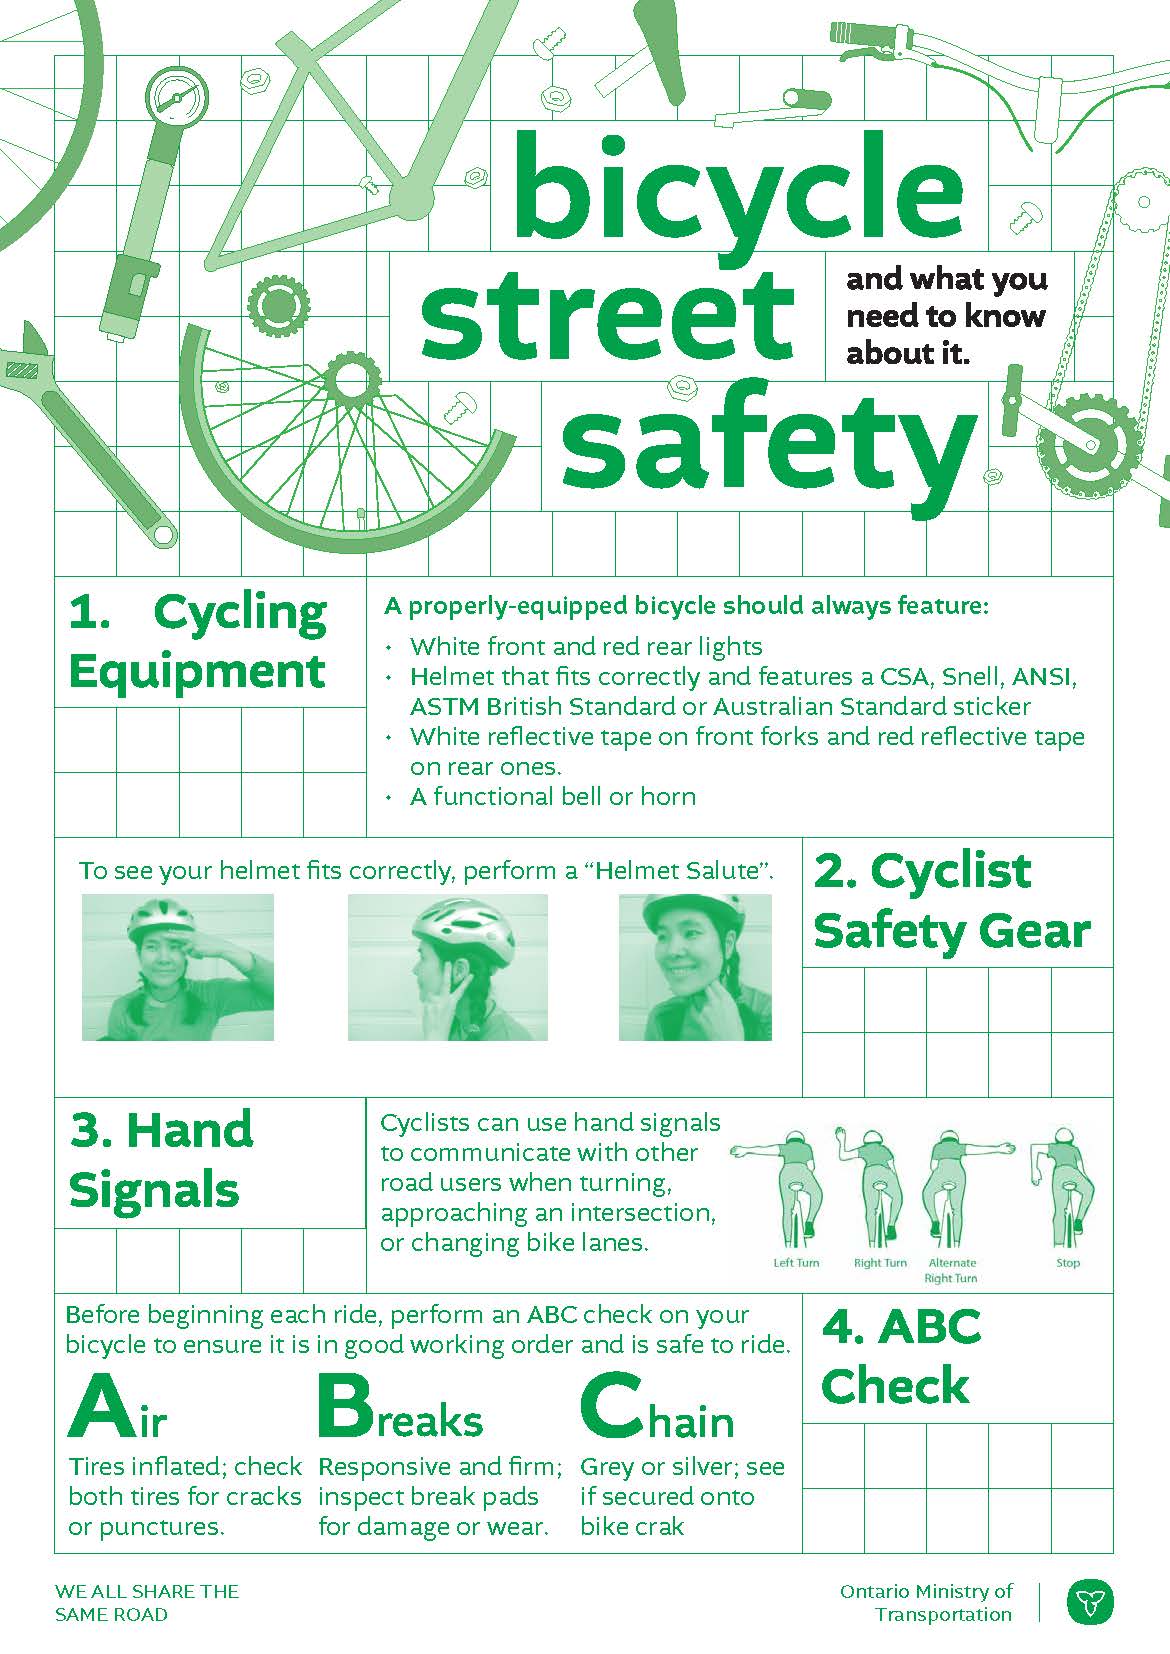 bicycle
street
safety
and what you
need to know
about it.
1. Cycling
Equipment
A properly-equipped bicycle should always feature:
• White front and red rear lights
• Helmet that fits correctly and features a CSA, Snell, ANSI,
ASTM British Standard or Australian Standard sticker
• White reflective tape on front forks and red reflective tape
on rear ones.
• A functional bell or horn
To see your helmet fits correctly, perform a “Helmet Salute”.
2. Cyclist
Safety Gear
3. Hand
Signals
Cyclists can use hand signals
to communicate with other
road users when turning,
approaching an intersection,
or changing bike lanes.
Left Turn
Right Turn
Alternate
Right Turn
Stop
Before beginning each ride, perform an ABC check on your
bicycle to ensure it is in good working order and is safe to ride.
4. ABC
Check
Air
Tires inflated; check
both tires for cracks
or punctures.
Breaks
Responsive and firm;
inspect break pads
for damage or wear.
Chain
Grey or silver; see
if secured onto
bike crak
WE ALL SHARE THE
SAME ROAD
Ontario Ministry of
Transportation